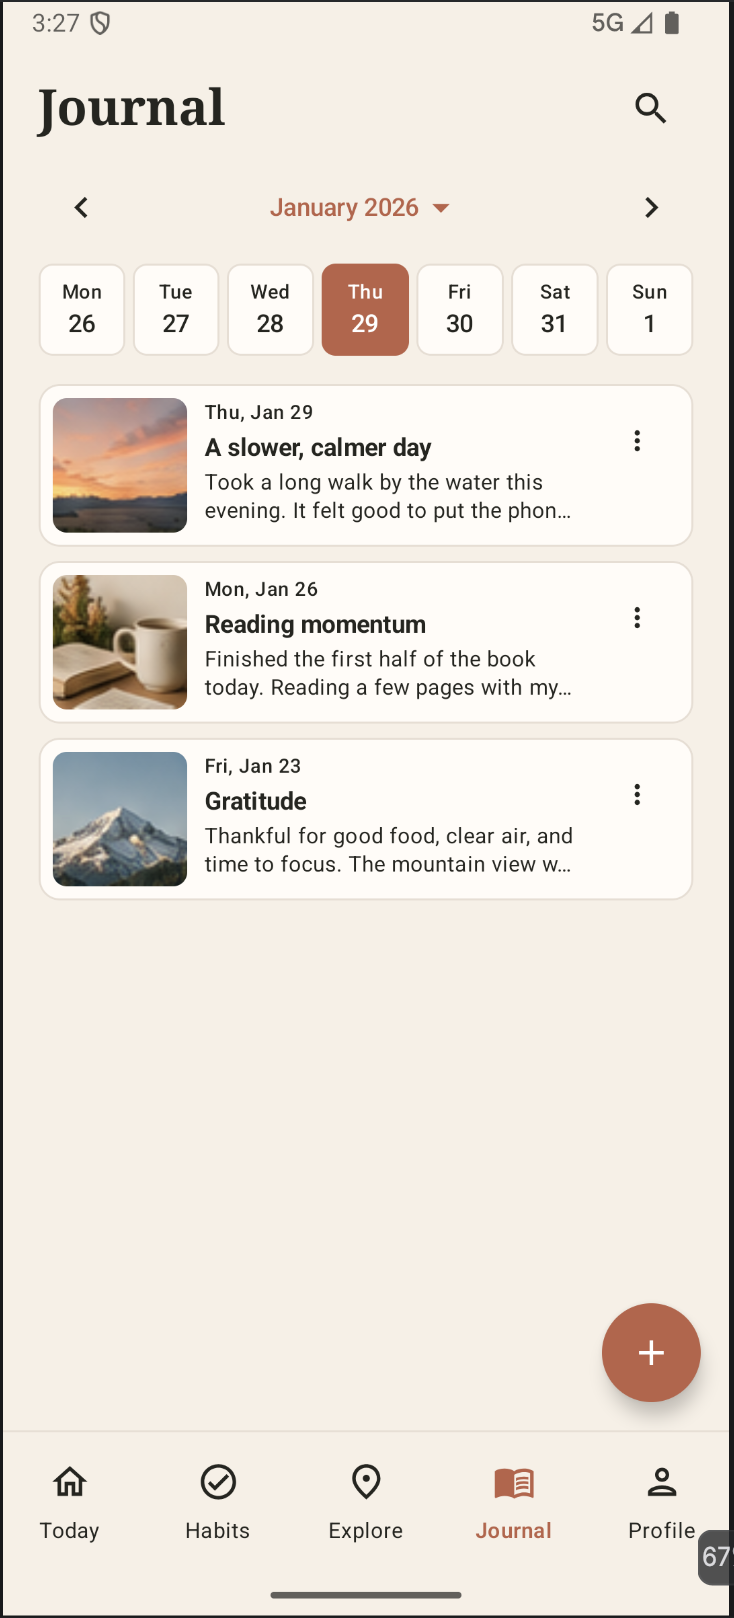 3:27
5G
Journal
January 2026
Mon Tue Wed Thu Fri Sat Sun
26 27 28 29 30 31 1
Thu, Jan 29
A slower, calmer day
Took a long walk by the water this
evening. It felt good to put the phon…
Mon, Jan 26
Reading momentum
Finished the first half of the book
today. Reading a few pages with my…
Fri, Jan 23
Gratitude
Thankful for good food, clear air, and
time to focus. The mountain view w…
Today Habits Explore Journal Profile